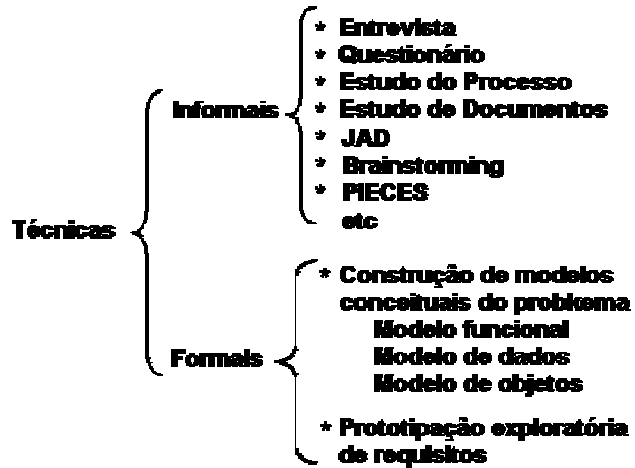 Técnicas
Informais
* Entrevista
* Questionário
* Estudo do Processo
* Estudo de Documentos
* JAD
* Brainstorming
* PIECES
etc
Formais
* Construção de modelos
conceituais do probkema
Modelo funcional
Modelo de dados
Modelo de objetos
* Prototipação exploratória
de requisitos